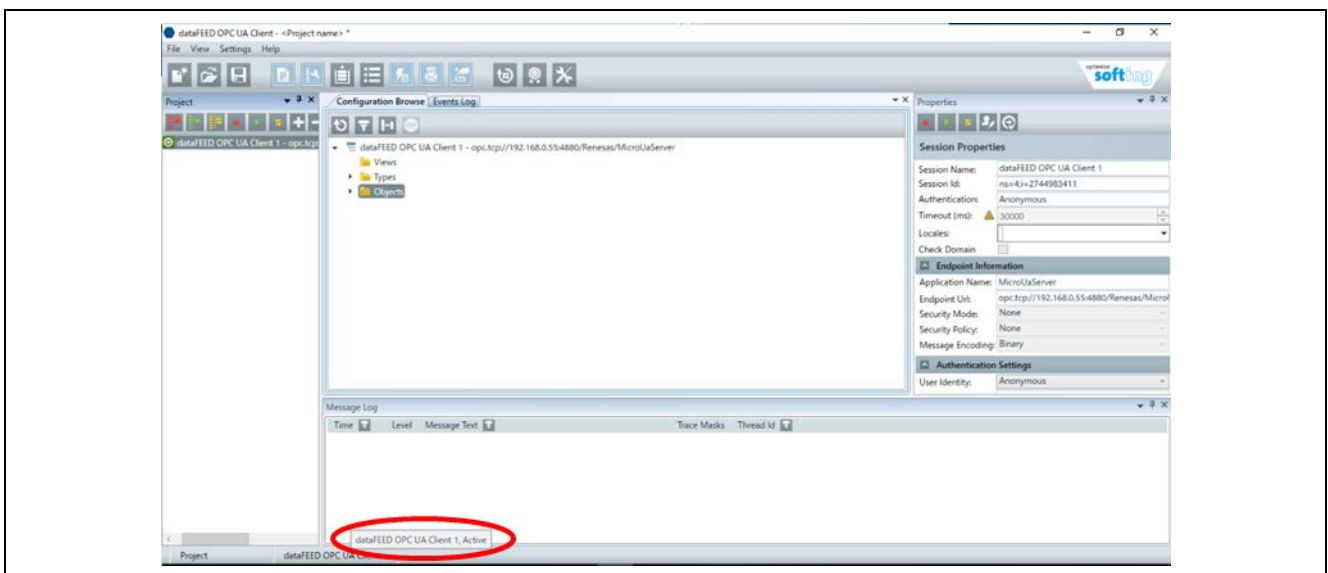 dataFEED OPC UA Client - <Project name> *
File View Settings Help
optimize!
softing
Project
Configuration Browse Events Log
Properties
dataFEED OPC UA Client 1 - opc.tcp
dataFEED OPC UA Client 1 - opc.tcp://192.168.0.55:4880/Renesas/MicroUaServer
Views
Types
Objects
Session Properties
Session Name: dataFEED OPC UA Client 1
Session Id: ns=4;i=2744983411
Authentication: Anonymous
Timeout (ms): 30000
Locales:
Check Domain
Endpoint Information
Application Name: MicroUaServer
Endpoint Url: opc.tcp://192.168.0.55:4880/Renesas/Microl
Security Mode: None
Security Policy: None
Message Encoding: Binary
Authentication Settings
User Identity: Anonymous
Message Log
Time Level Message Text Trace Masks Thread Id
dataFEED OPC UA Client 1, Active
Project dataFEED OPC UA